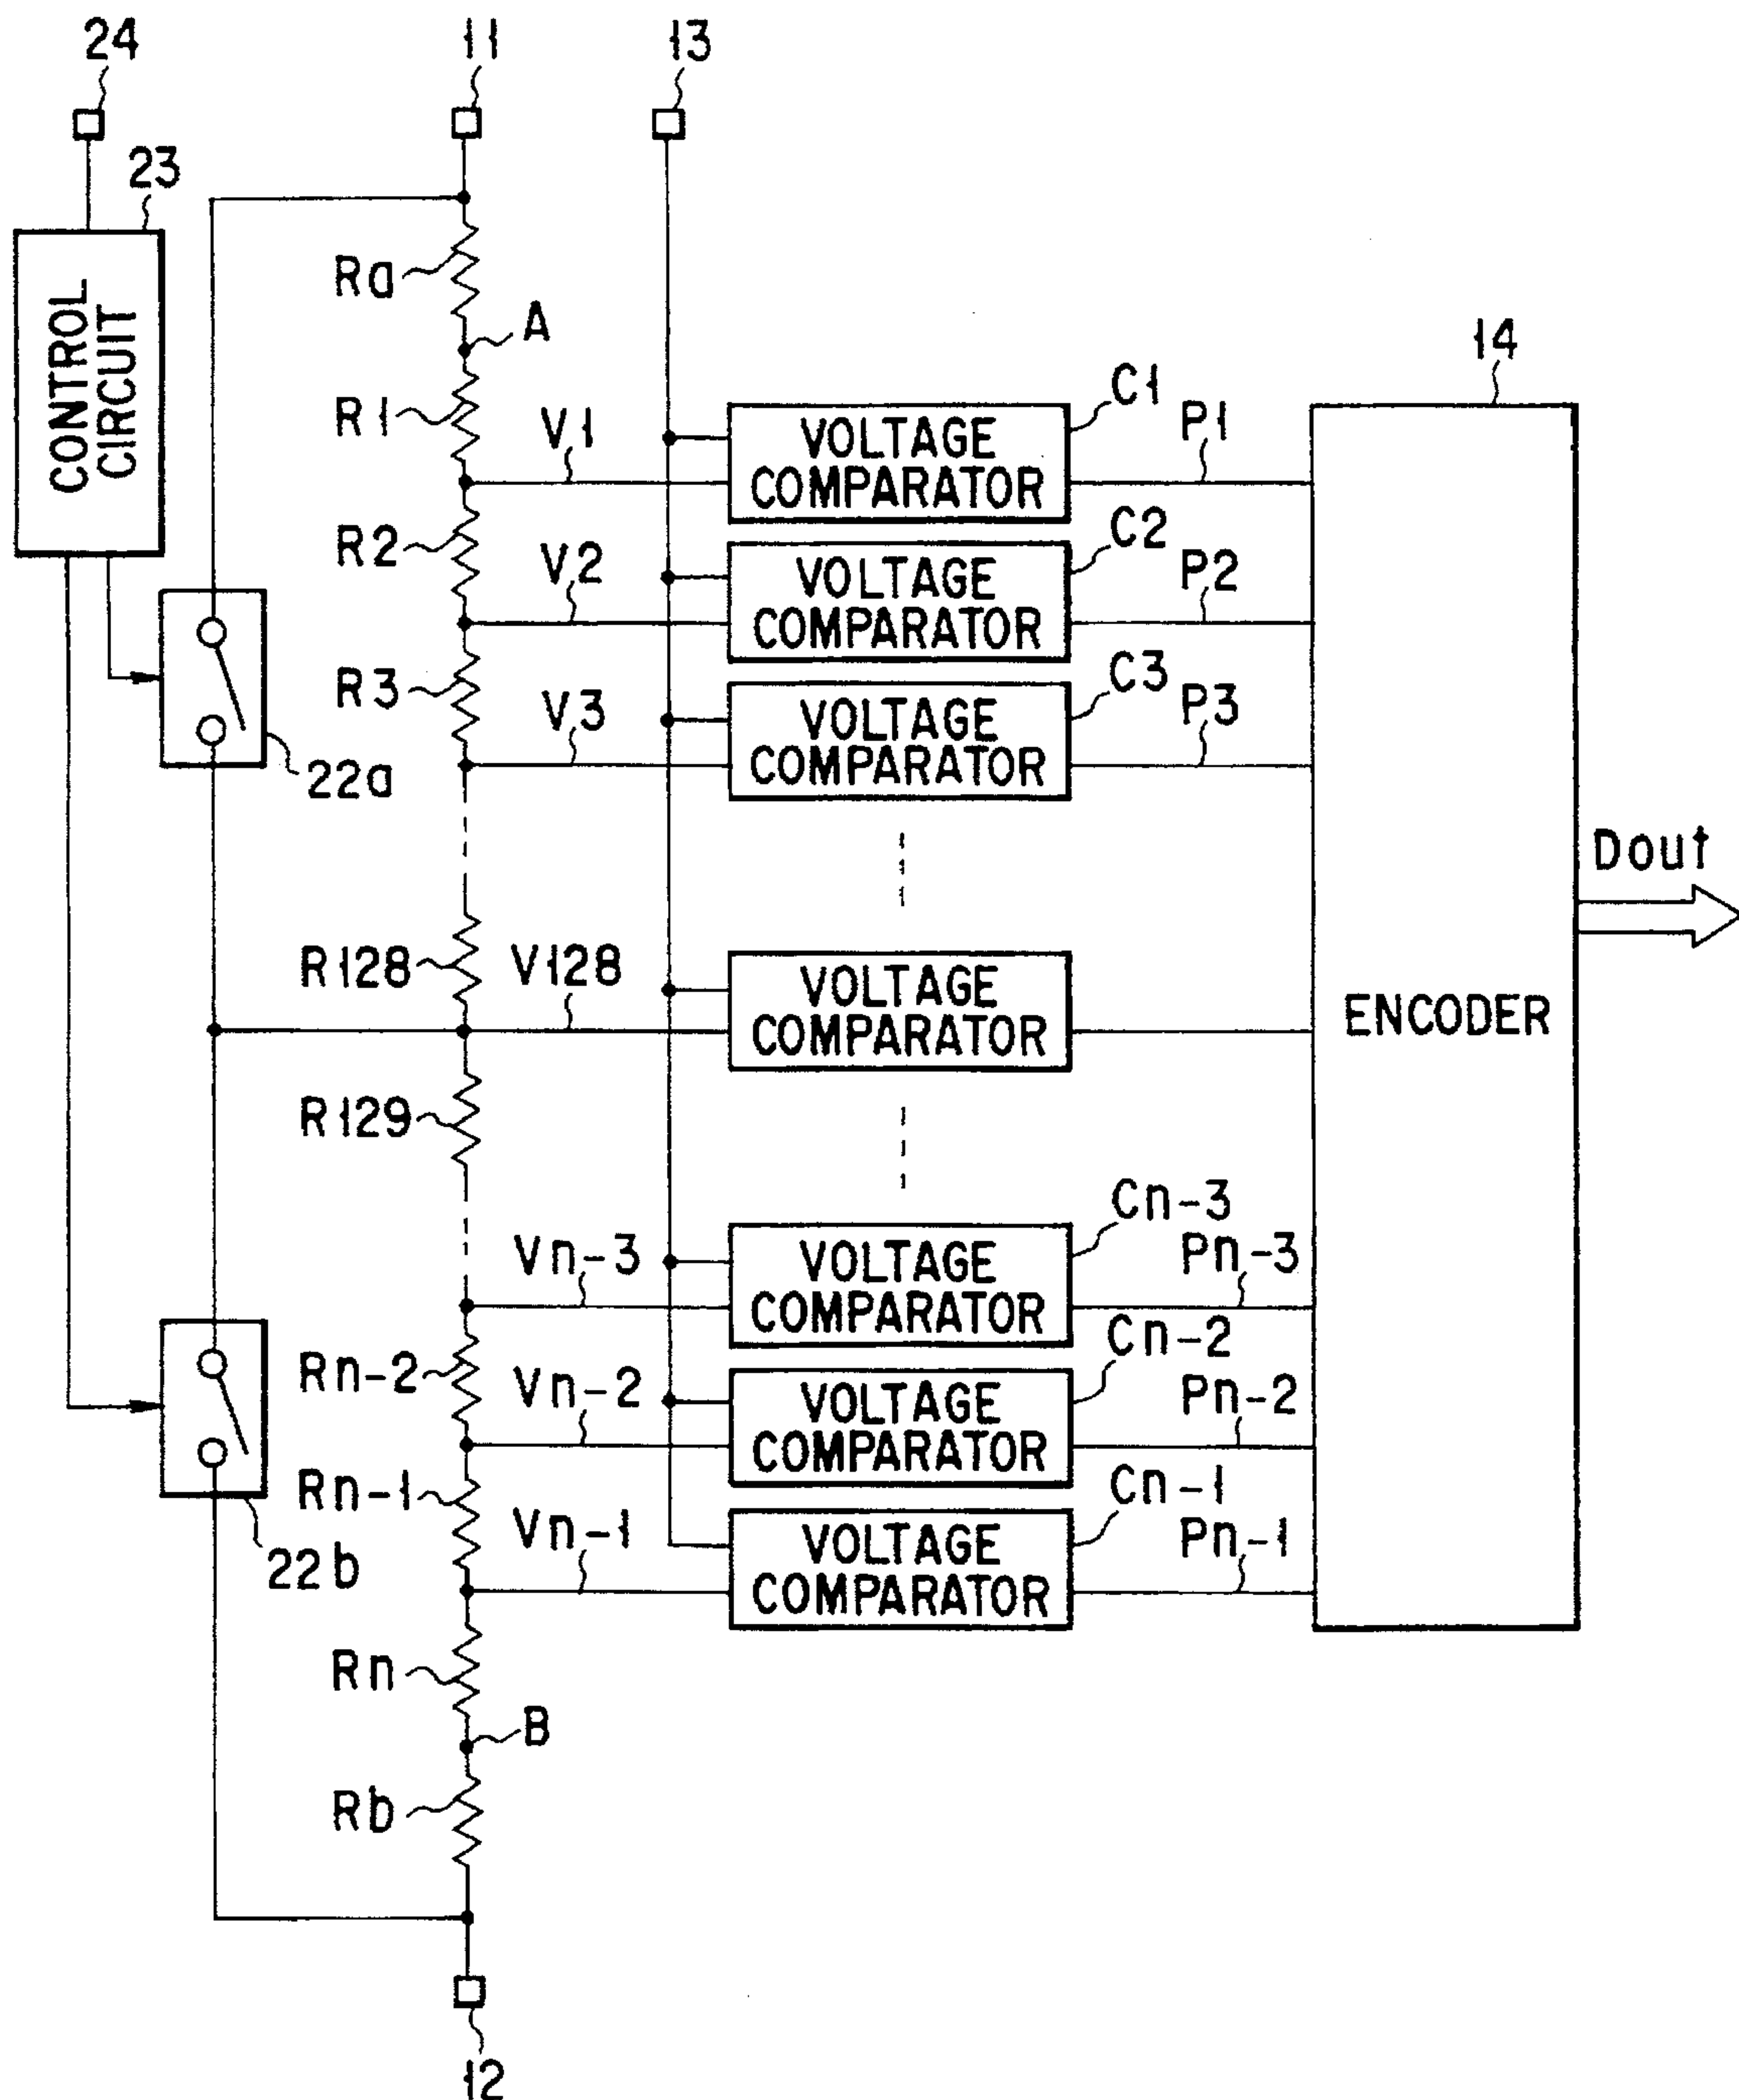 24
11
13
23
CONTROL
CIRCUIT
Ra
A
14
R1
V1
VOLTAGE
COMPARATOR
C1
P1
R2
V2
VOLTAGE
COMPARATOR
C2
P2
R3
V3
VOLTAGE
COMPARATOR
C3
P3
22a
Dout
R128
V128
VOLTAGE
COMPARATOR
ENCODER
R129
Vn-3
VOLTAGE
COMPARATOR
Cn-3
Pn-3
Rn-2
Vn-2
VOLTAGE
COMPARATOR
Cn-2
Pn-2
Rn-1
Vn-1
VOLTAGE
COMPARATOR
Cn-1
Pn-1
22b
Rn
B
Rb
12